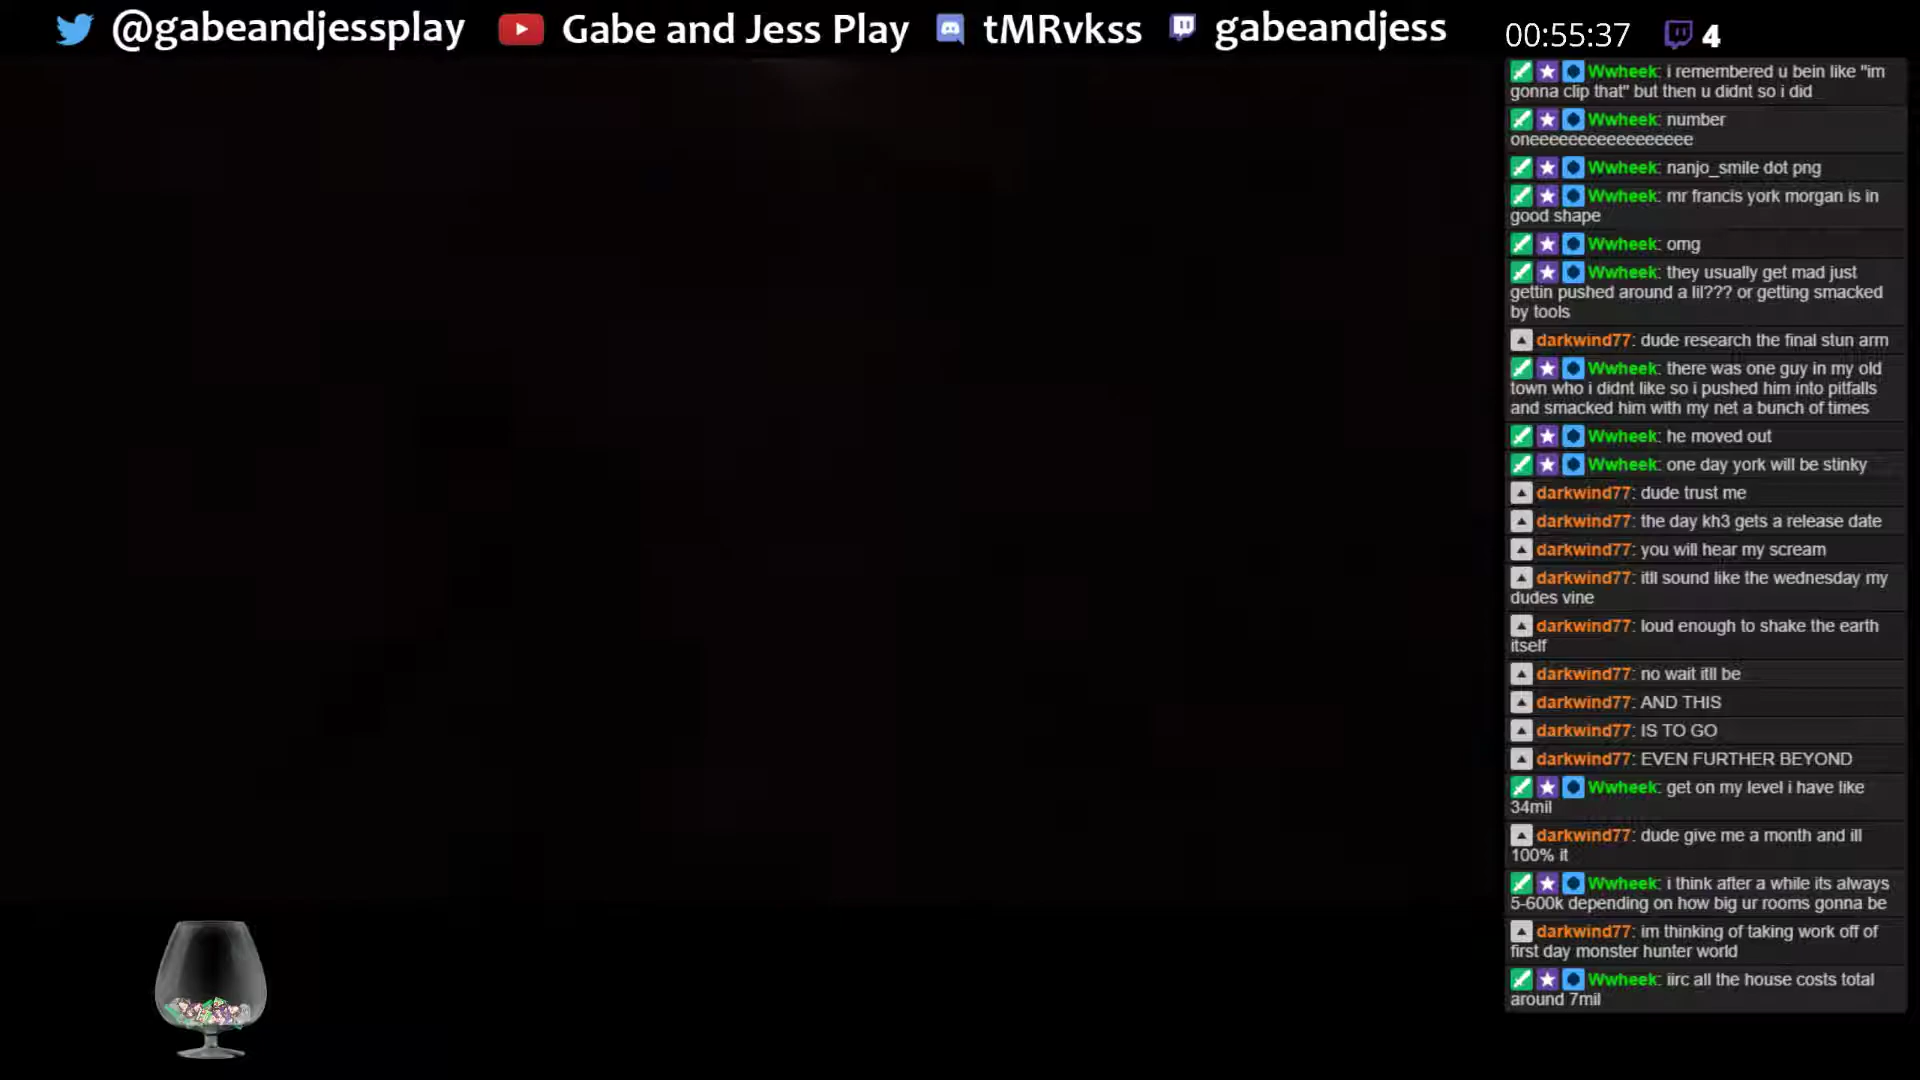 @gabeandjessplay Gabe and Jess Play tMRvkss gabeandjess 00:55:37 4
Wwheek: i remembered u bein like "im
gonna clip that" but then u didnt so i did
Wwheek: number
oneeeeeeeeeeeeeeeee
Wwheek: nanjo_smile dot png
Wwheek: mr francis york morgan is in
good shape
Wwheek: omg
Wwheek: they usually get mad just
gettin pushed around a lil??? or getting smacked
by tools
darkwind77: dude research the final stun arm
Wwheek: there was one guy in my old
town who i didnt like so i pushed him into pitfalls
and smacked him with my net a bunch of times
Wwheek: he moved out
Wwheek: one day york will be stinky
darkwind77: dude trust me
darkwind77: the day kh3 gets a release date
darkwind77: you will hear my scream
darkwind77: itll sound like the wednesday my
dudes vine
darkwind77: loud enough to shake the earth
itself
darkwind77: no wait itll be
darkwind77: AND THIS
darkwind77: IS TO GO
darkwind77: EVEN FURTHER BEYOND
Wwheek: get on my level i have like
34mil
darkwind77: dude give me a month and ill
100% it
Wwheek: i think after a while its always
5-600k depending on how big ur rooms gonna be
darkwind77: im thinking of taking work off of
first day monster hunter world
Wwheek: iirc all the house costs total
around 7mil